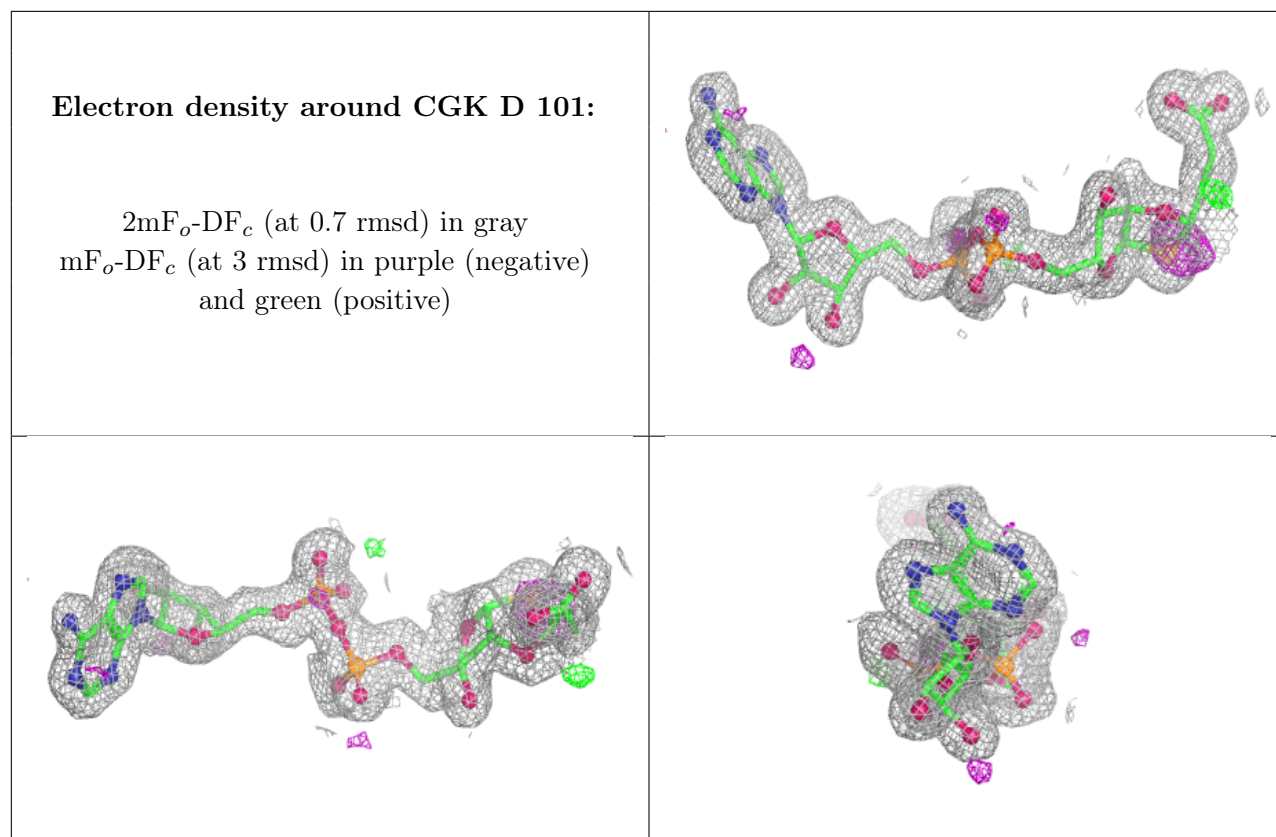 Electron density around CGK D 101:
2mFo-DFc (at 0.7 rmsd) in gray
mFo-DFc (at 3 rmsd) in purple (negative)
and green (positive)